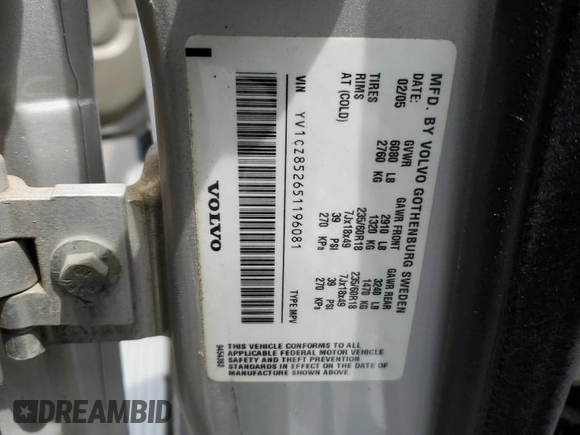 MFD. BY VOLVO GOTHENBURG SWEDEN
DATE: GVWR GAWR FRONT GAWR REAR
02/05 6080 LB 2910 LB 3240 LB
2760 KG 1320 KG 1470 KG
TIRES 235/60R18 235/60R18
RIMS 7Jx18x49 7Jx18x49
AT (COLD) 39 PSI 39 PSI
270 KPa 270 KPa
VIN YV1CZ852651196081 TYPE:MPV
VOLVO
9454893
THIS VEHICLE CONFORMS TO ALL
APPLICABLE FEDERAL MOTOR VEHICLE
SAFETY AND THEFT PREVENTION
STANDARDS IN EFFECT ON THE DATE OF
MANUFACTURE SHOWN ABOVE.
DREAMBID